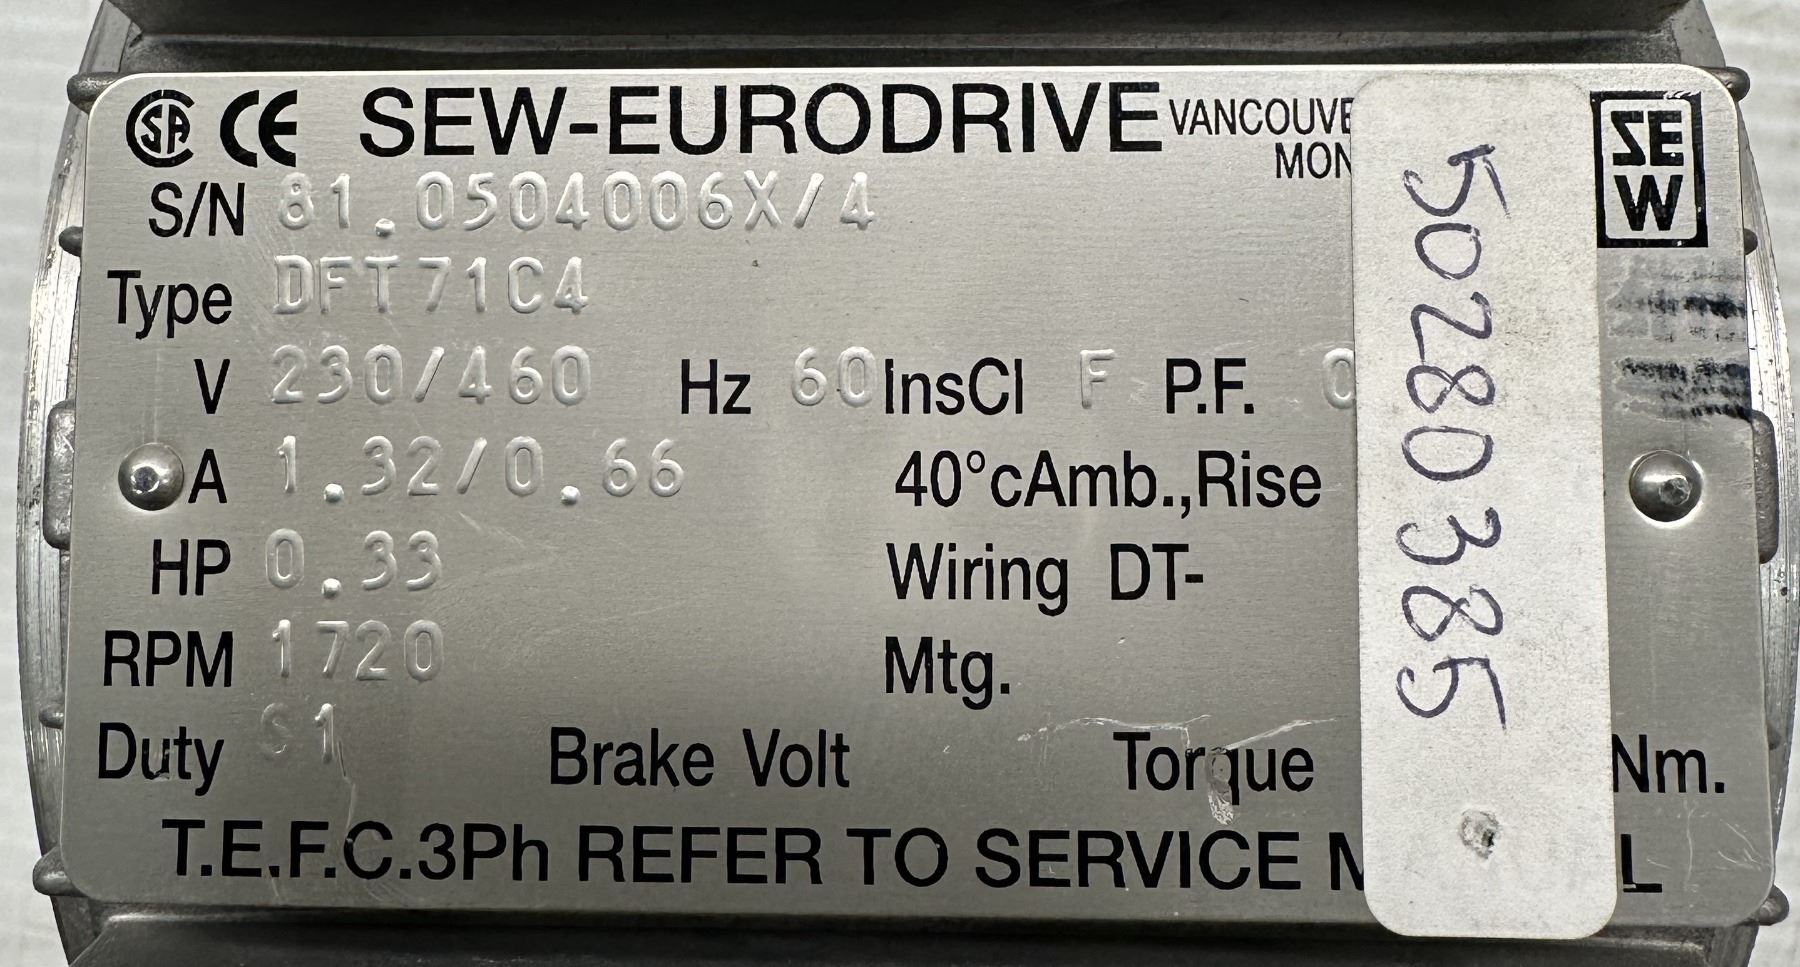 CSA CE SEW-EURODRIVE VANCOUVE
MON
SEW
S/N 81.0504006X/4
Type DFT71C4
V 230/460 Hz 60 InsCl F P.F. 0
A 1.32/0.66 40°cAmb.,Rise
HP 0.33 Wiring DT-
RPM 1720 Mtg.
Duty S1 Brake Volt Torque Nm.
T.E.F.C.3Ph REFER TO SERVICE M L
50280385